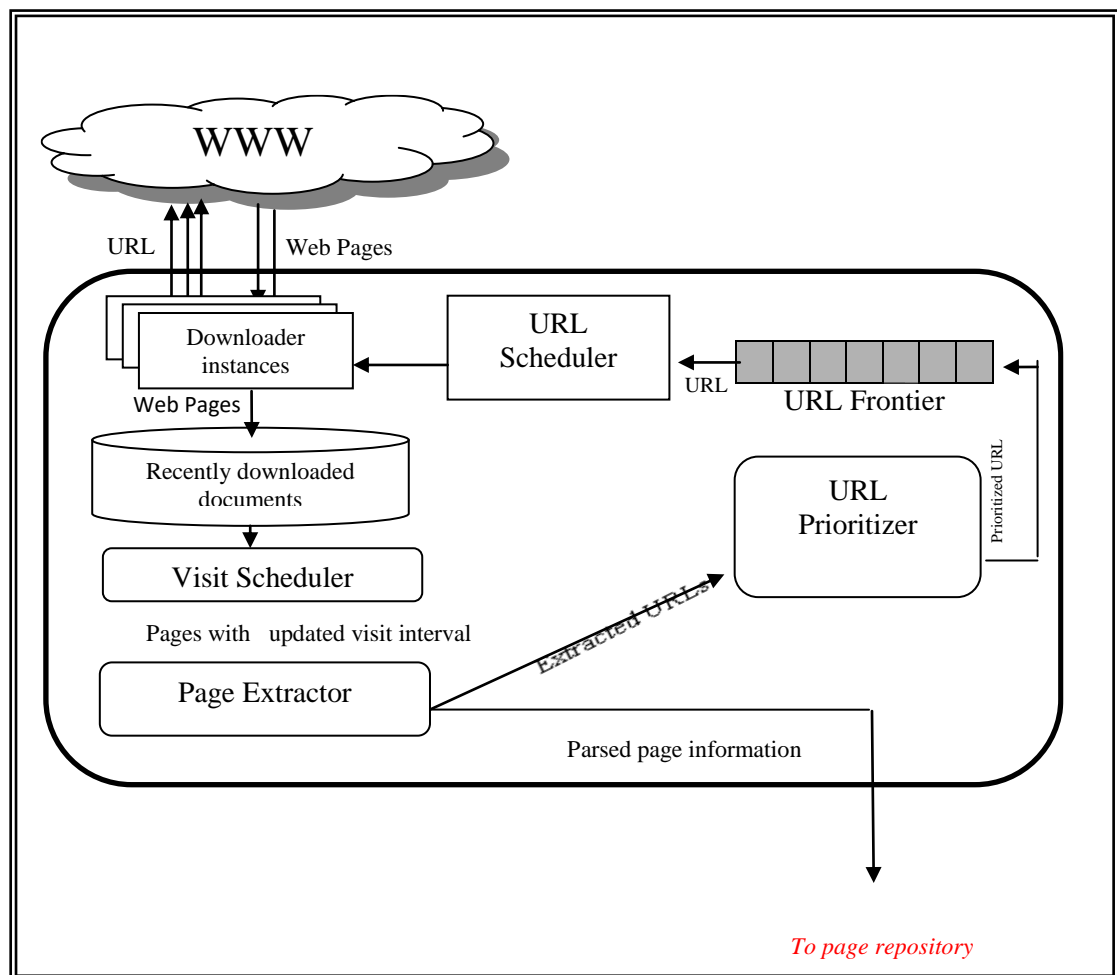 WWW
URL
Web Pages
Downloader
instances
URL
Scheduler
URL
URL Frontier
Web Pages
Recently downloaded
documents
URL
Prioritizer
Prioritized URL
Visit Scheduler
Extracted URLs
Pages with updated visit interval
Page Extractor
Parsed page information
To page repository